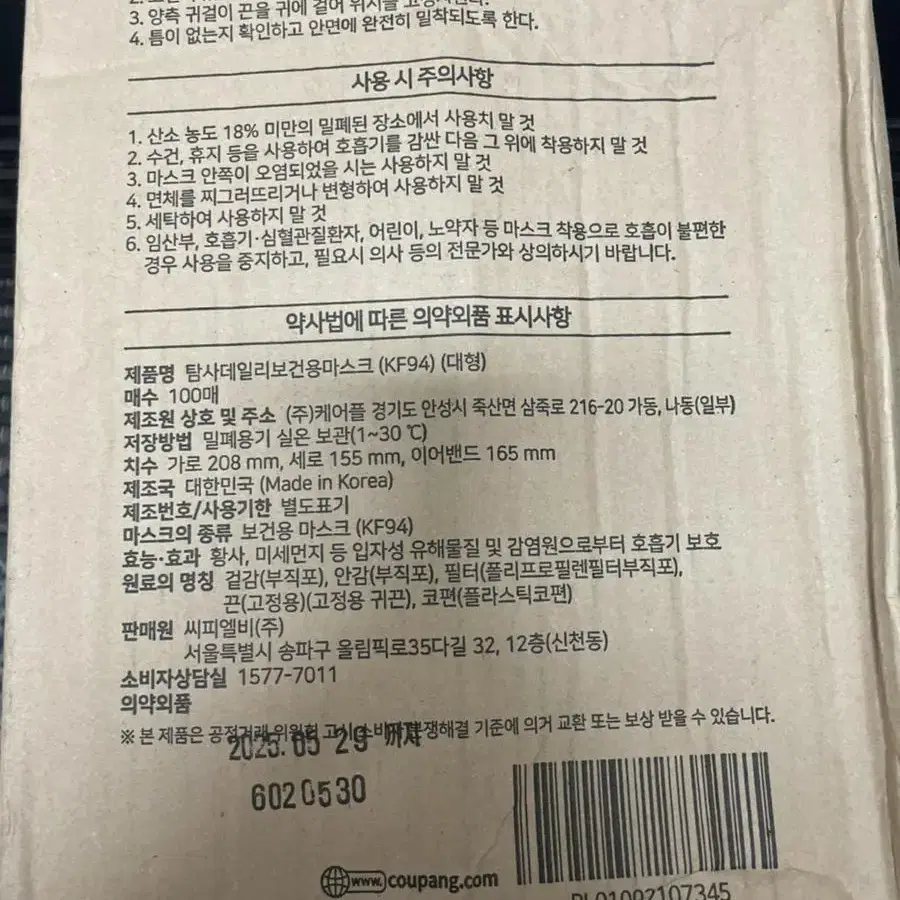 3. 양측 귀걸이 끈을 귀에 걸어 위치를
4. 틈이 없는지 확인하고 안면에 완전히 밀착되도록 한다.
사용 시 주의사항
1. 산소 농도 18% 미만의 밀폐된 장소에서 사용치 말 것
2. 수건, 휴지 등을 사용하여 호흡기를 감싼 다음 그 위에 착용하지 말 것
3. 마스크 안쪽이 오염되었을 시는 사용하지 말 것
4. 면체를 찌그러뜨리거나 변형하여 사용하지 말 것
5. 세탁하여 사용하지 말 것
6. 임산부, 호흡기·심혈관질환자, 어린이, 노약자 등 마스크 착용으로 호흡이 불편한
경우 사용을 중지하고, 필요시 의사 등의 전문가와 상의하시기 바랍니다.
약사법에 따른 의약외품 표시사항
제품명 탐사데일리보건용마스크 (KF94) (대형)
매수 100매
제조원 상호 및 주소 (주)케어플 경기도 안성시 죽산면 삼죽로 216-20 가동, 나동(일부)
저장방법 밀폐용기 실온 보관(1~30 ℃)
치수 가로 208 mm, 세로 155 mm, 이어밴드 165 mm
제조국 대한민국 (Made in Korea)
제조번호/사용기한 별도표기
마스크의 종류 보건용 마스크 (KF94)
효능·효과 황사, 미세먼지 등 입자성 유해물질 및 감염원으로부터 호흡기 보호
원료의 명칭 겉감(부직포), 안감(부직포), 필터(폴리프로필렌필터부직포),
끈(고정용)(고정용 귀끈), 코편(플라스틱코편)
판매원 씨피엘비(주)
서울특별시 송파구 올림픽로35다길 32, 12층(신천동)
소비자상담실 1577-7011
의약외품
※ 본 제품은 공정거래 위원회 고시 소비자분쟁해결 기준에 의거 교환 또는 보상 받을 수 있습니다.
2025.05 29 까지
6020530
www.coupang.com